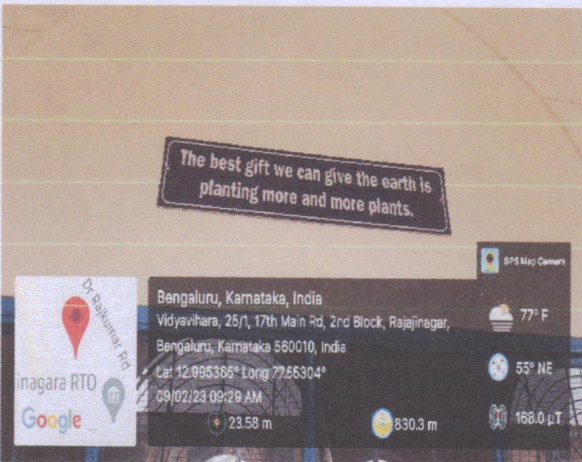 The best gift we can give the earth is
planting more and more plants.
GPS Map Camera
Bengaluru, Karnataka, India
Vidyavihara, 25/1, 17th Main Rd, 2nd Block, Rajajinagar,
Bengaluru, Karnataka 560010, India
Lat 12.995365° Long 77.55304°
09/02/23 09:29 AM
23.58 m
830.3 m
77° F
55° NE
168.0 µT
Dr Rajkumar Rd
inagara RTO
Google